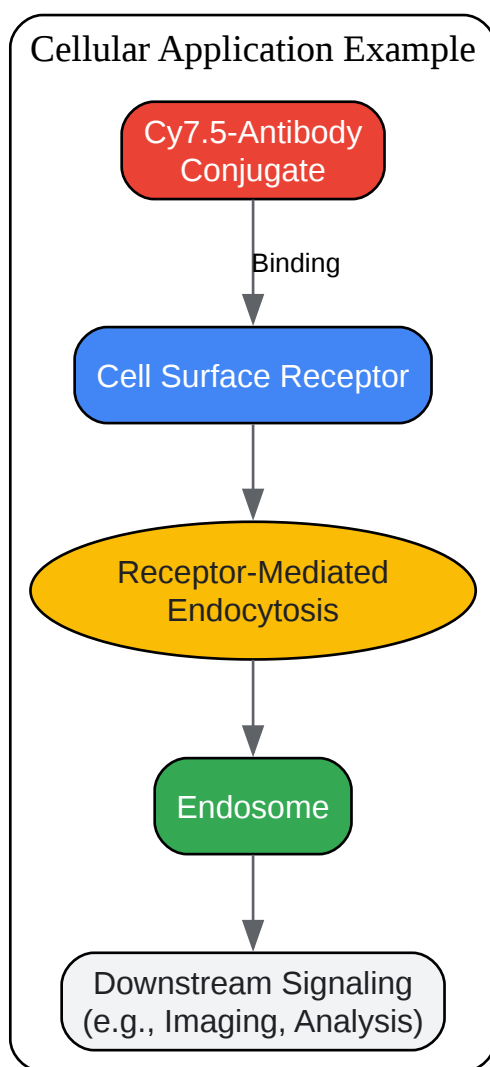 Cellular Application Example
Cy7.5-Antibody
Conjugate
Binding
Cell Surface Receptor
Receptor-Mediated
Endocytosis
Endosome
Downstream Signaling
(e.g., Imaging, Analysis)